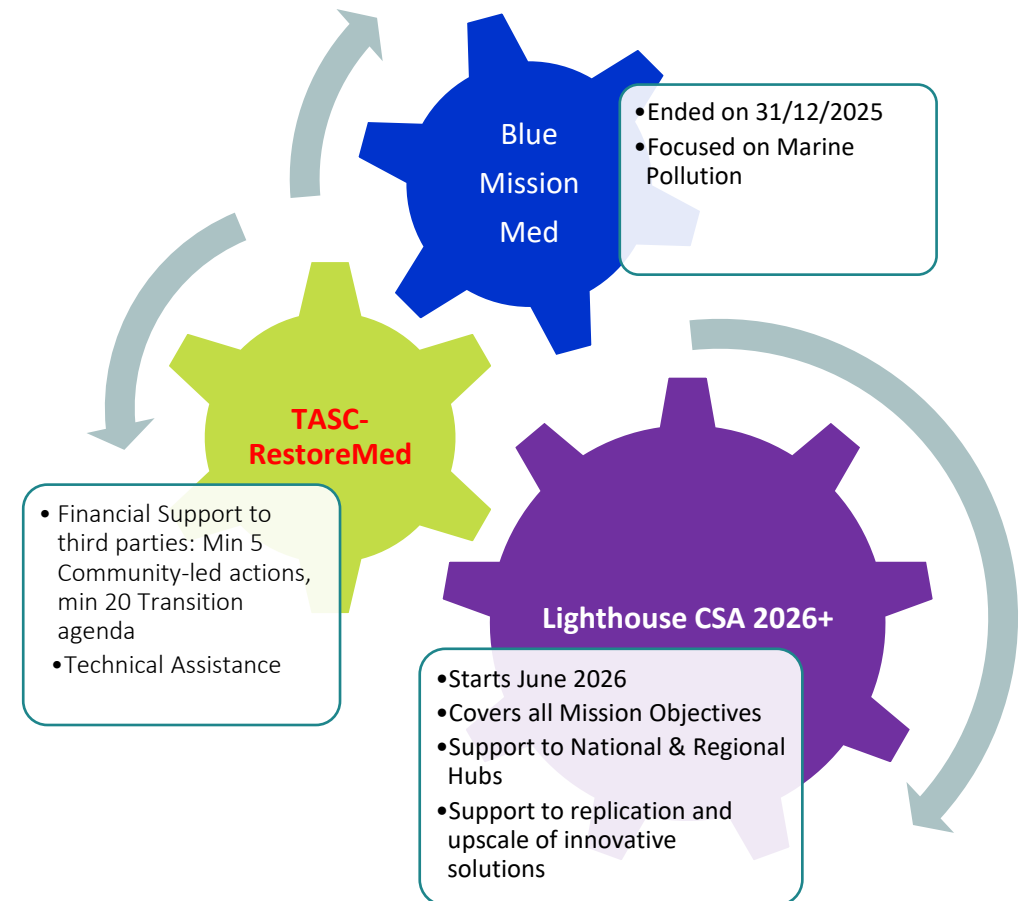 Blue
Mission
Med
•Ended on 31/12/2025
•Focused on Marine
Pollution
TASC-
RestoreMed
• Financial Support to
third parties: Min 5
Community-led actions,
min 20 Transition
agenda
•Technical Assistance
Lighthouse CSA 2026+
•Starts June 2026
•Covers all Mission Objectives
•Support to National & Regional
Hubs
•Support to replication and
upscale of innovative
solutions